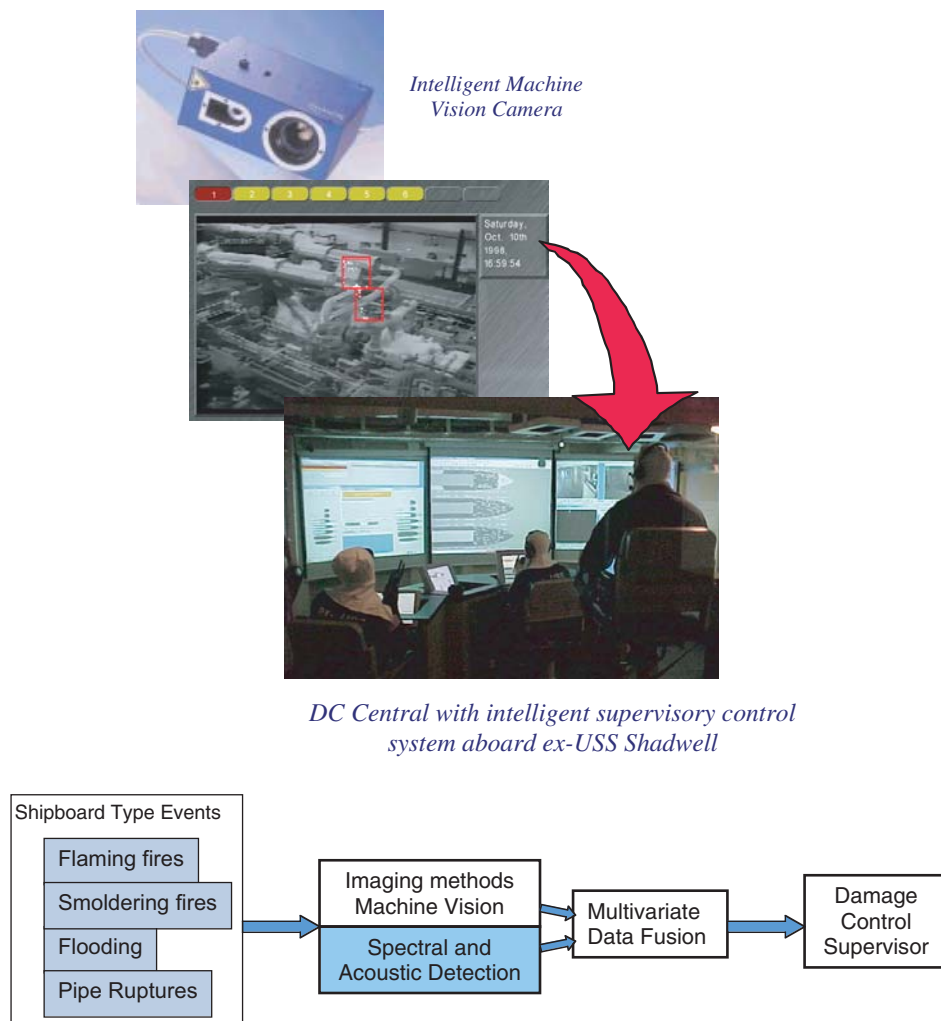 Intelligent Machine
Vision Camera
1 2 3 4 5 6
Saturday,
Oct. 10th
1998,
16:59:54
DC Central with intelligent supervisory control
system aboard ex-USS Shadwell
Shipboard Type Events
Flaming fires
Smoldering fires
Flooding
Pipe Ruptures
Imaging methods
Machine Vision
Spectral and
Acoustic Detection
Multivariate
Data Fusion
Damage
Control
Supervisor